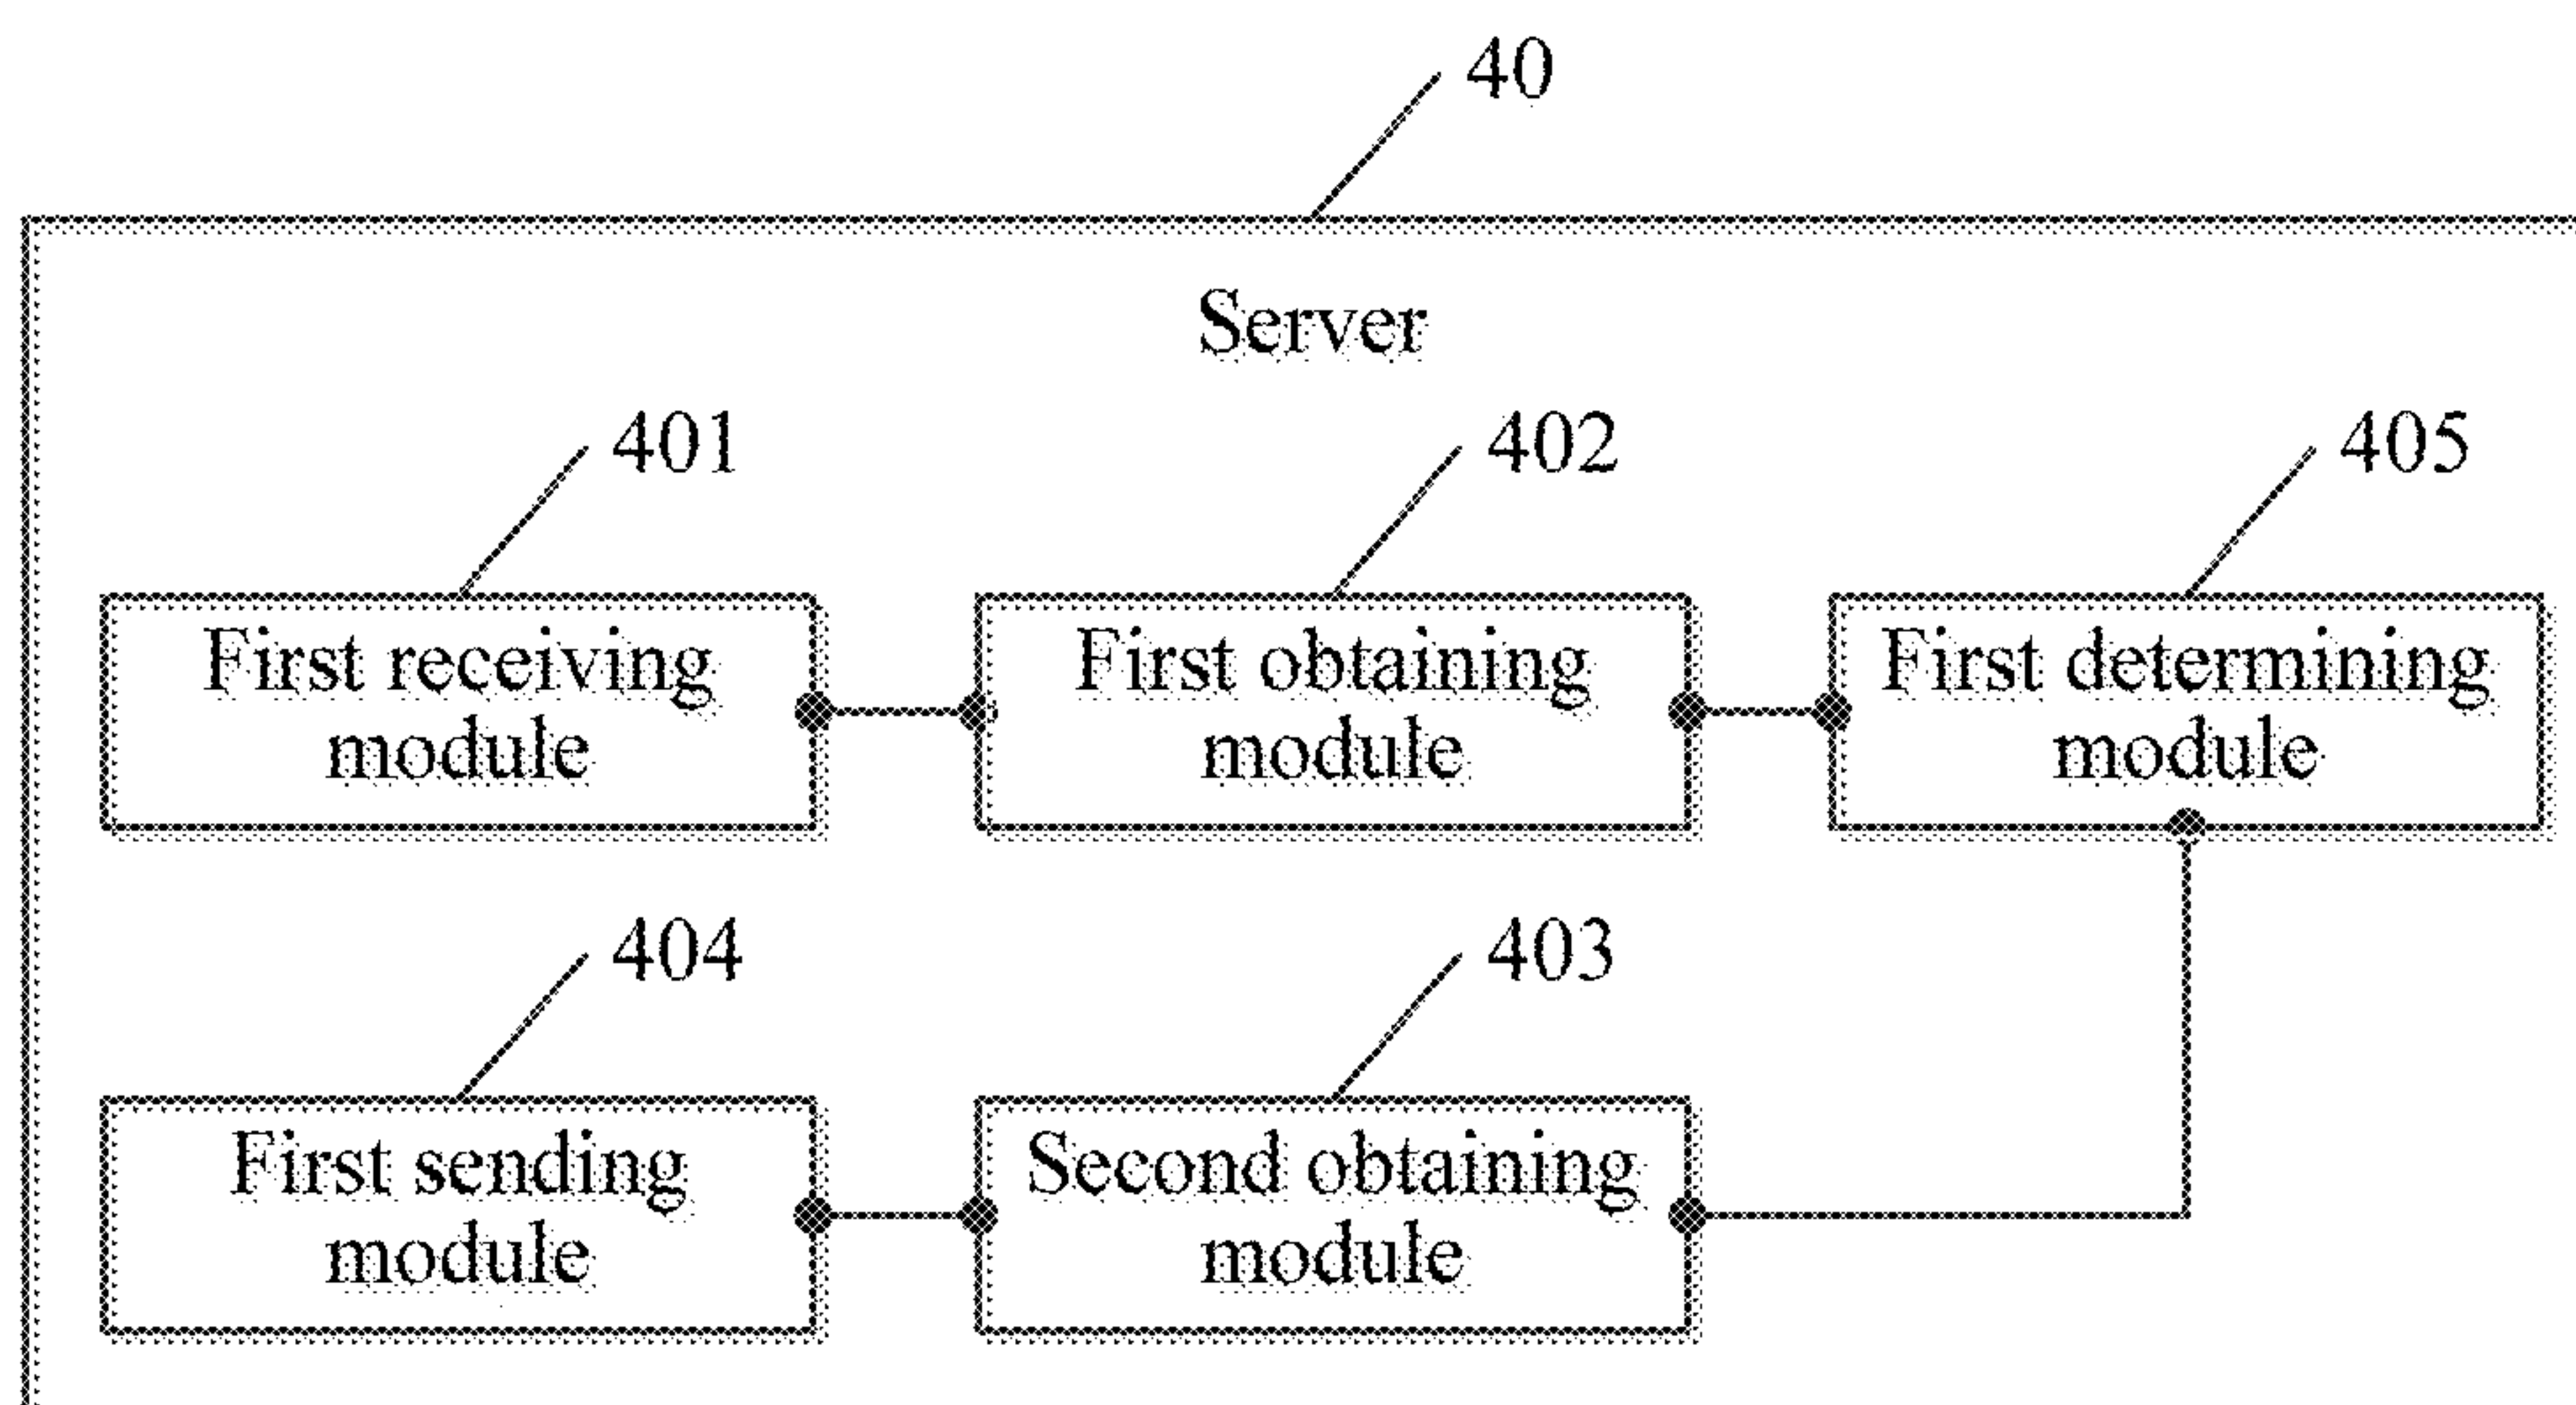 40
Server
401
402
405
First receiving
module
First obtaining
module
First determining
module
404
403
First sending
module
Second obtaining
module